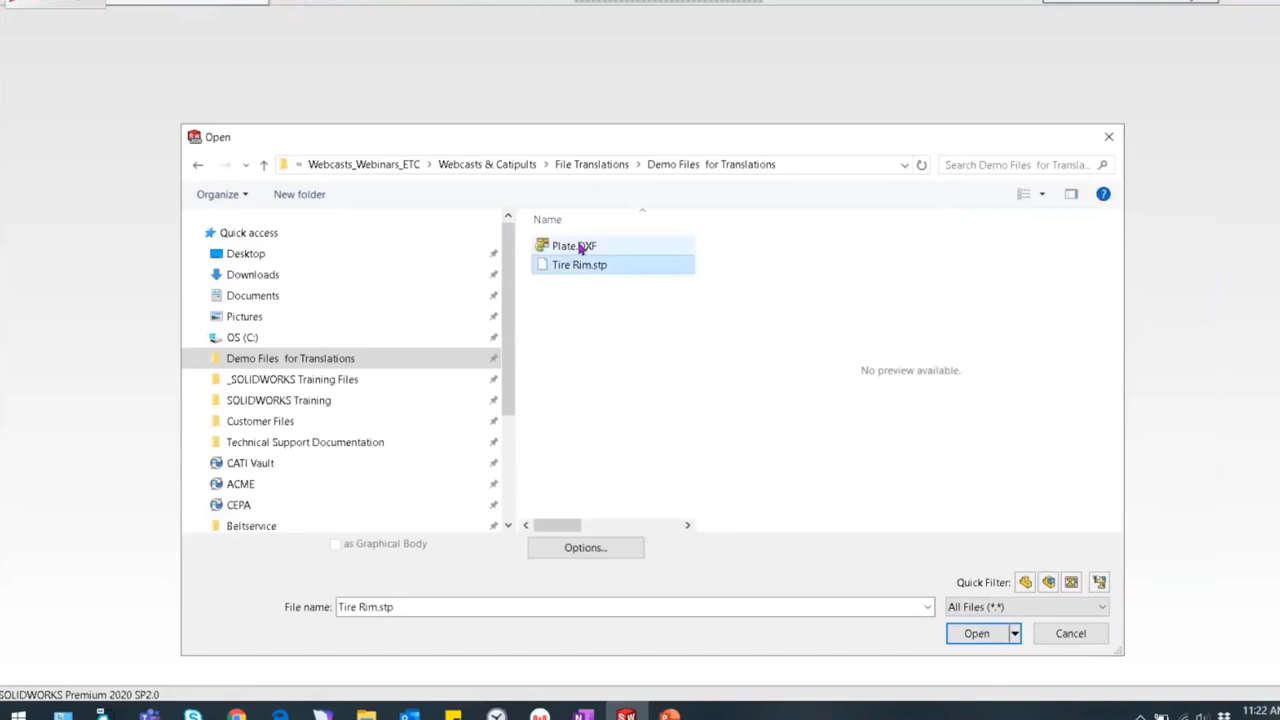 Open
« Webcasts_Webinars_ETC > Webcasts & Catipults > File Translations > Demo Files for Translations
Search Demo Files for Transla...
Organize
New folder
Name
Quick access
Plate.DXF
Desktop
Tire Rim.stp
Downloads
Documents
Pictures
OS (C:)
Demo Files for Translations
No preview available.
_SOLIDWORKS Training Files
SOLIDWORKS Training
Customer Files
Technical Support Documentation
CATI Vault
ACME
CEPA
Beltservice
as Graphical Body
Options...
Quick Filter:
File name:
Tire Rim.stp
All Files (*.*)
Open
Cancel
SOLIDWORKS Premium 2020 SP2.0
11:22 AM